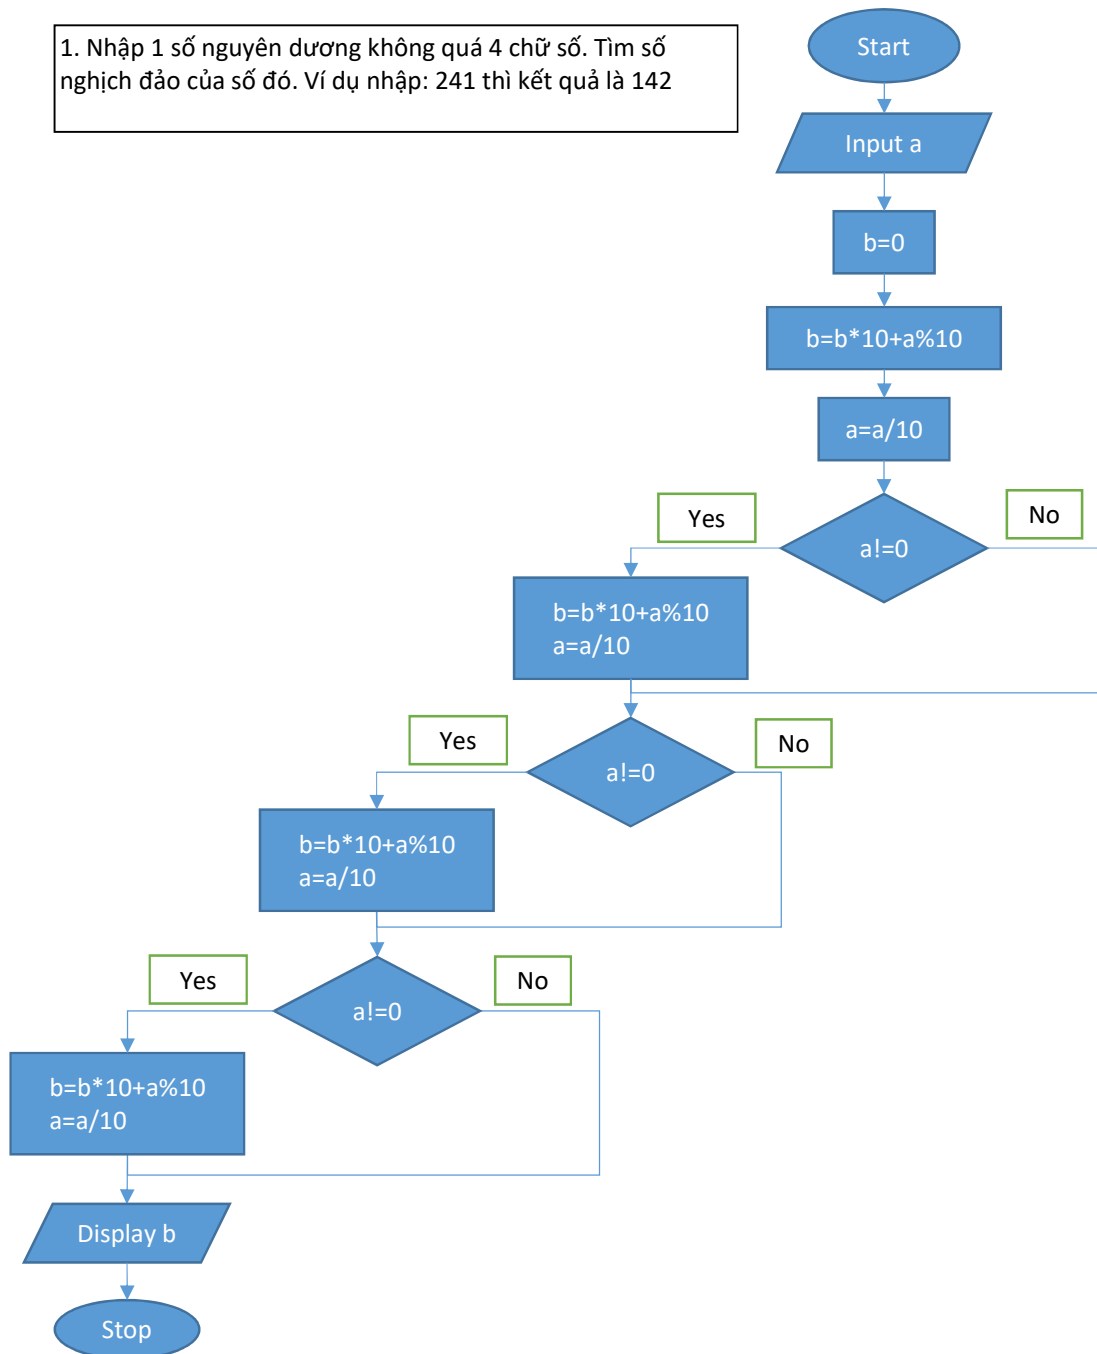 1. Nhập 1 số nguyên dương không quá 4 chữ số. Tìm số
nghịch đảo của số đó. Ví dụ nhập: 241 thì kết quả là 142
Start
Input a
b=0
b=b*10+a%10
a=a/10
Yes
No
a!=0
b=b*10+a%10
a=a/10
Yes
No
a!=0
b=b*10+a%10
a=a/10
Yes
No
a!=0
b=b*10+a%10
a=a/10
Display b
Stop